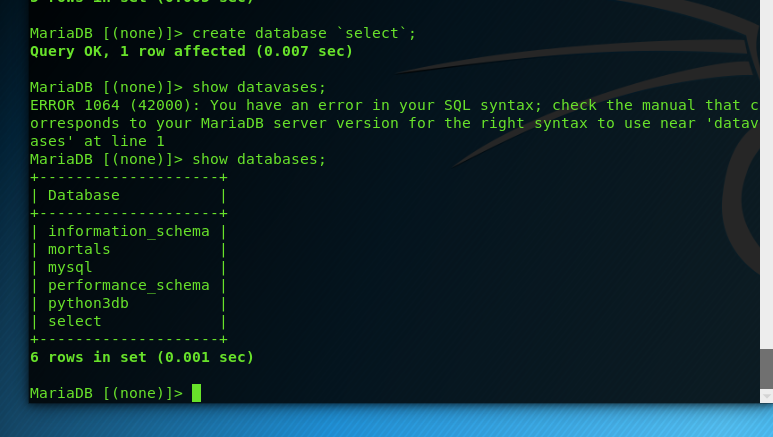 MariaDB [(none)]> create database `select`;
Query OK, 1 row affected (0.007 sec)
MariaDB [(none)]> show datavases;
ERROR 1064 (42000): You have an error in your SQL syntax; check the manual that c
orresponds to your MariaDB server version for the right syntax to use near 'datav
ases' at line 1
MariaDB [(none)]> show databases;
+--------------------+
| Database           |
+--------------------+
| information_schema |
| mortals            |
| mysql              |
| performance_schema |
| python3db          |
| select             |
+--------------------+
6 rows in set (0.001 sec)
MariaDB [(none)]>